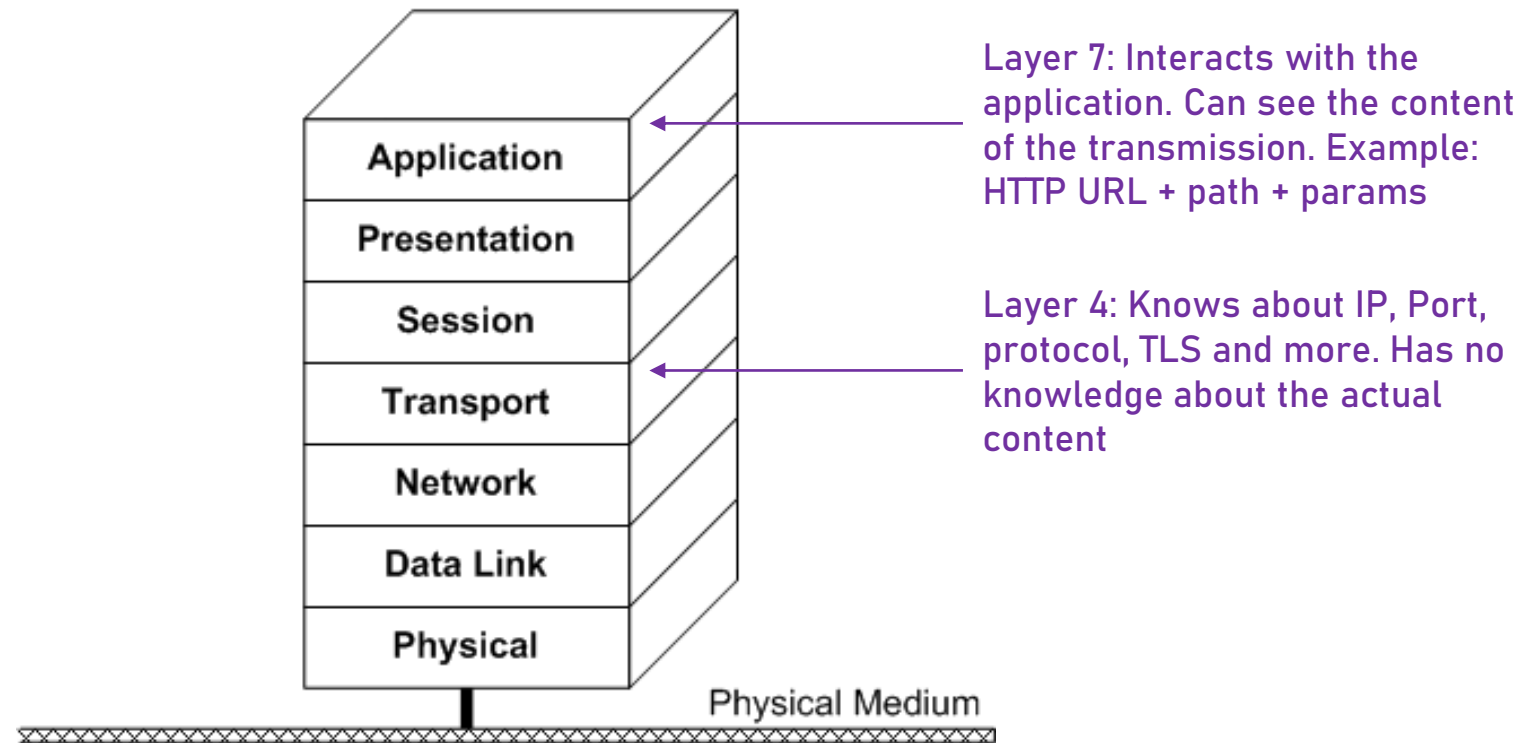 Application
Presentation
Session
Transport
Network
Data Link
Physical
Physical Medium
Layer 7: Interacts with the
application. Can see the content
of the transmission. Example:
HTTP URL + path + params
Layer 4: Knows about IP, Port,
protocol, TLS and more. Has no
knowledge about the actual
content